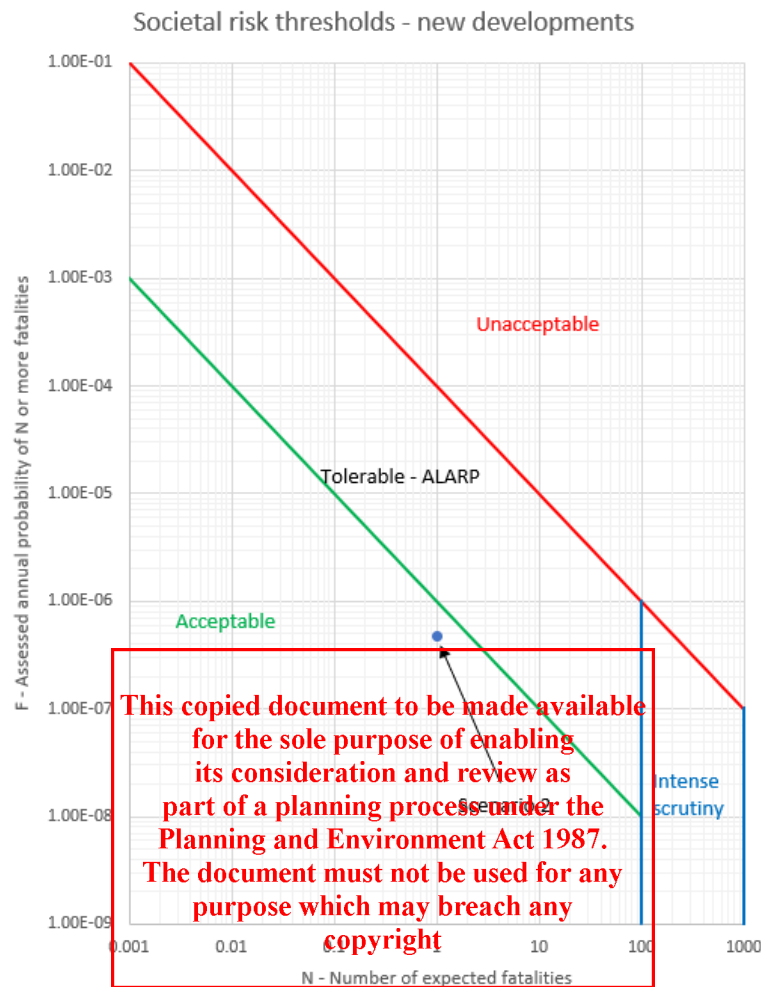 Societal risk thresholds - new developments
1.00E-01
1.00E-02
1.00E-03
1.00E-04
1.00E-05
1.00E-06
1.00E-07
1.00E-08
1.00E-09
F - Assessed annual probability of N or more fatalities
Unacceptable
Tolerable - ALARP
Acceptable
Intense
scrutiny
Scenario 2
This copied document to be made available
for the sole purpose of enabling
its consideration and review as
part of a planning process under the
Planning and Environment Act 1987.
The document must not be used for any
purpose which may breach any
copyright
0.001
0.01
0.1
1
10
100
1000
N - Number of expected fatalities